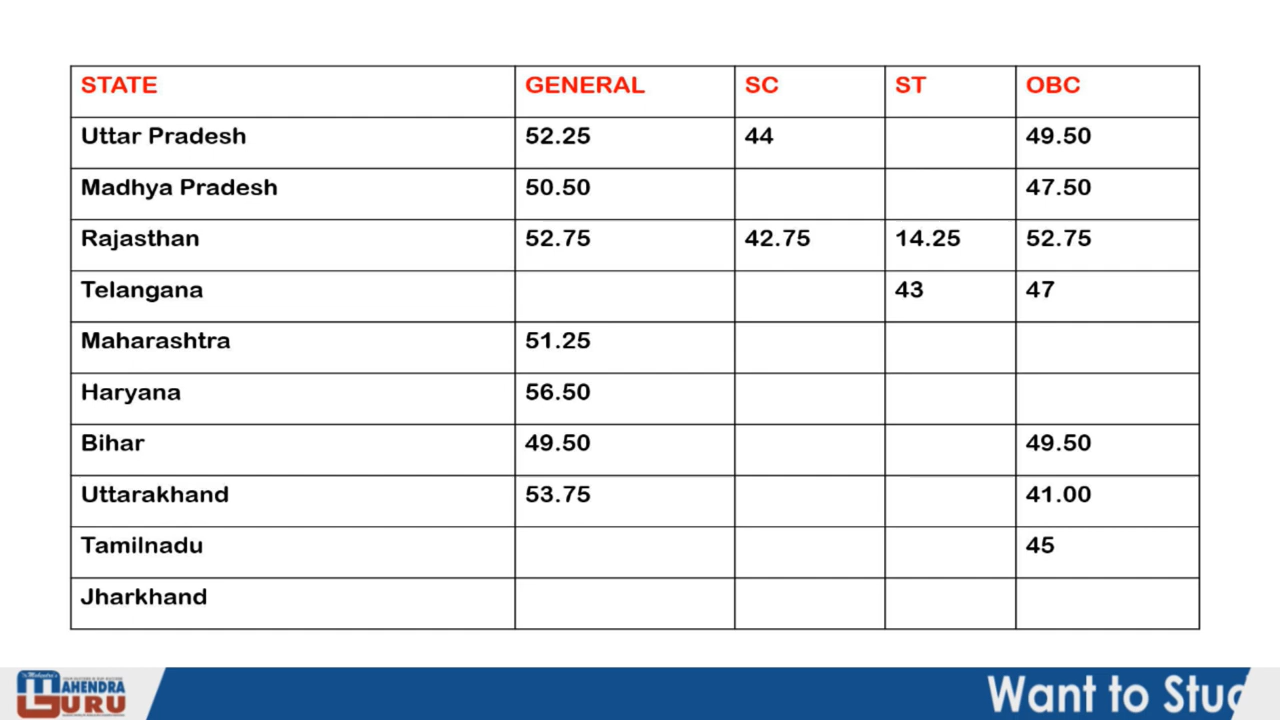 STATE GENERAL SC ST OBC
Uttar Pradesh 52.25 44 49.50
Madhya Pradesh 50.50 47.50
Rajasthan 52.75 42.75 14.25 52.75
Telangana 43 47
Maharashtra 51.25
Haryana 56.50
Bihar 49.50 49.50
Uttarakhand 53.75 41.00
Tamilnadu 45
Jharkhand
MAHENDRA
GURU
Want to Stud